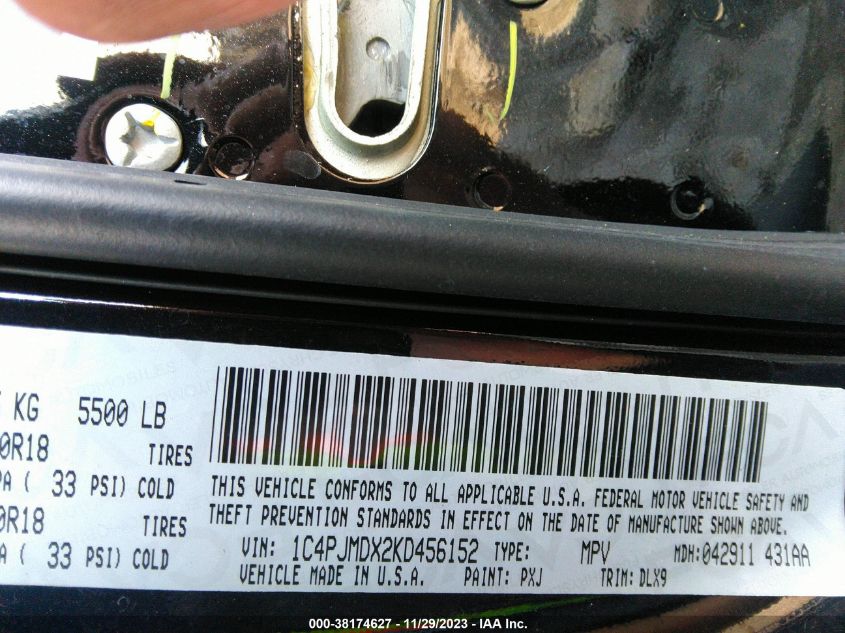 KG 5500 LB
0R18 TIRES
PA ( 33 PSI) COLD
0R18 TIRES
A ( 33 PSI) COLD
THIS VEHICLE CONFORMS TO ALL APPLICABLE U.S.A. FEDERAL MOTOR VEHICLE SAFETY AND
THEFT PREVENTION STANDARDS IN EFFECT ON THE DATE OF MANUFACTURE SHOWN ABOVE.
VIN: 1C4PJMDX2KD456152 TYPE: MPV MDH:042911 431AA
VEHICLE MADE IN U.S.A. PAINT: PXJ TRIM: DLX9
000-38174627 - 11/29/2023 - IAA Inc.